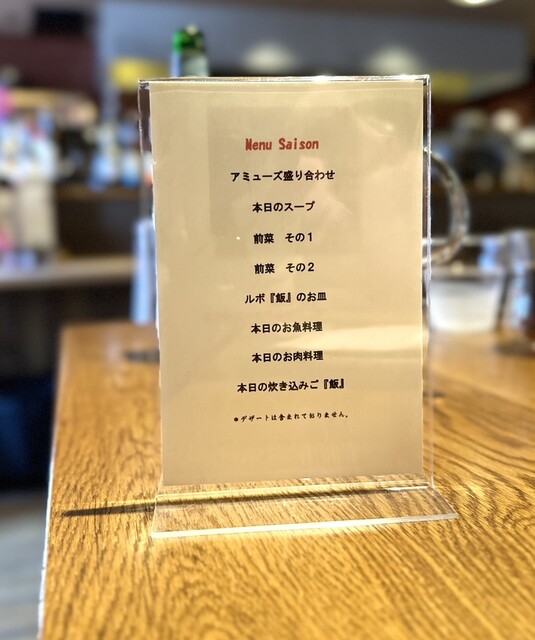 Menu Saison
アミューズ盛り合わせ
本日のスープ
前菜　その１
前菜　その２
ルポ『飯』のお皿
本日のお魚料理
本日のお肉料理
本日の炊き込みご『飯』
＊デザートは含まれておりません。